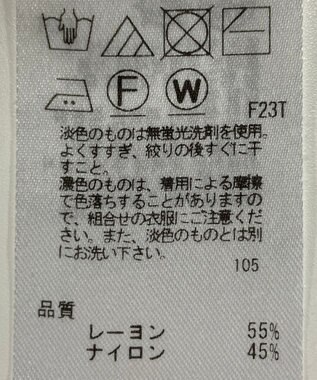 F W
F23T
淡色のものは無蛍光洗剤を使用。
よくすすぎ、絞りの後すぐに干
すこと。
濃色のものは、着用による摩擦
で色落ちすることがありますの
で、組合せの衣服にご注意くだ
さい。また、淡色のものとは別
にお洗い下さい。
105
品質
レーヨン 55%
ナイロン 45%